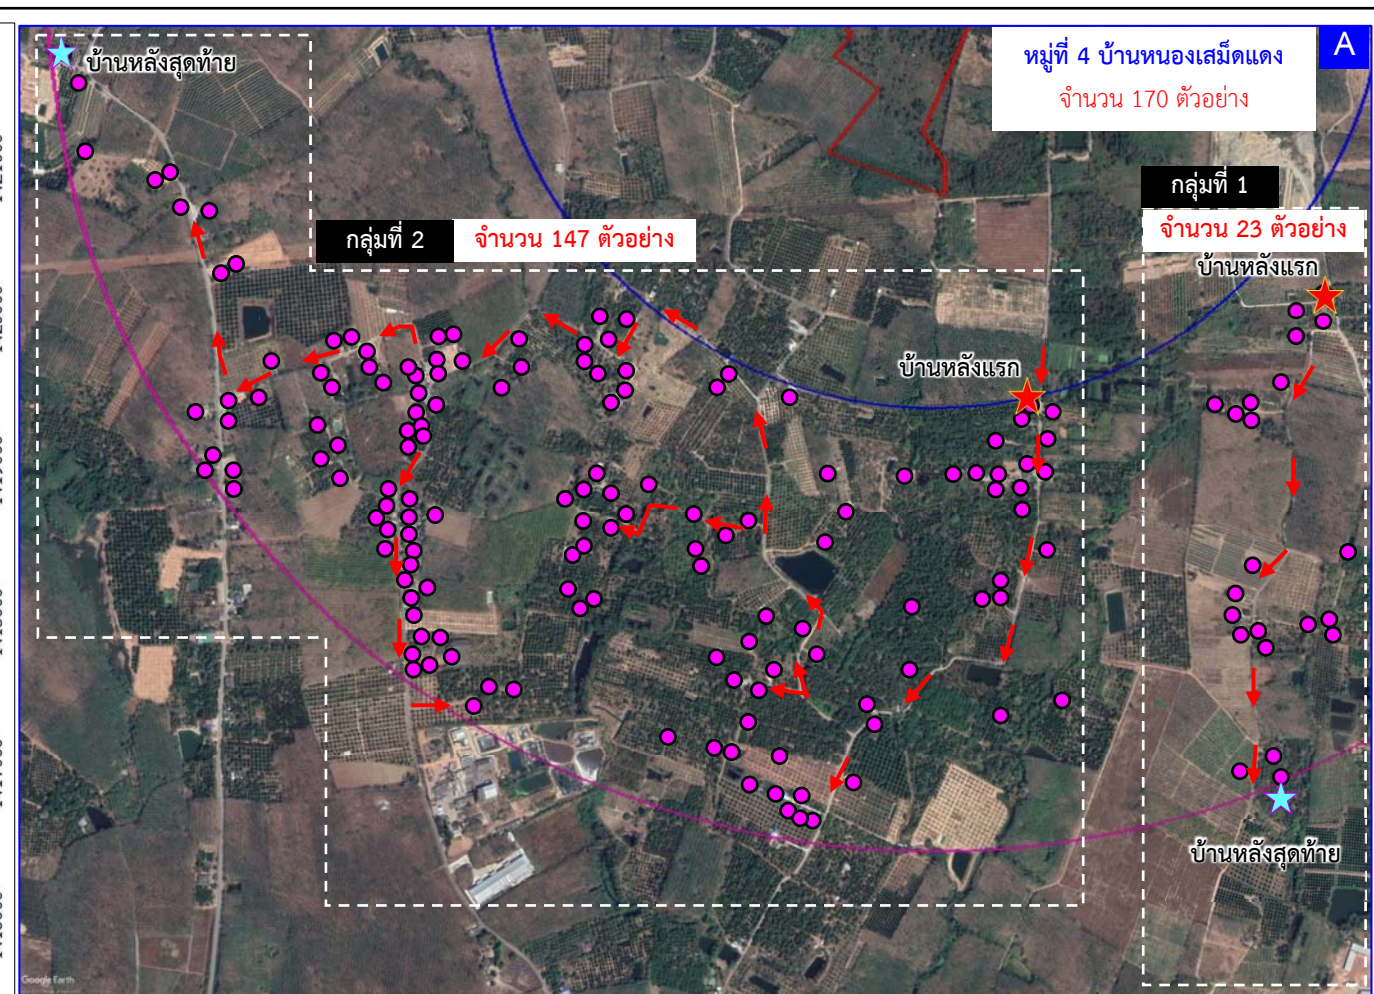 A
หมู่ที่ 4 บ้านหนองเสม็ดแดง
จำนวน 170 ตัวอย่าง
บ้านหลังสุดท้าย
กลุ่มที่ 1
จำนวน 23 ตัวอย่าง
บ้านหลังแรก
กลุ่มที่ 2
จำนวน 147 ตัวอย่าง
บ้านหลังแรก
บ้านหลังสุดท้าย
Google Earth